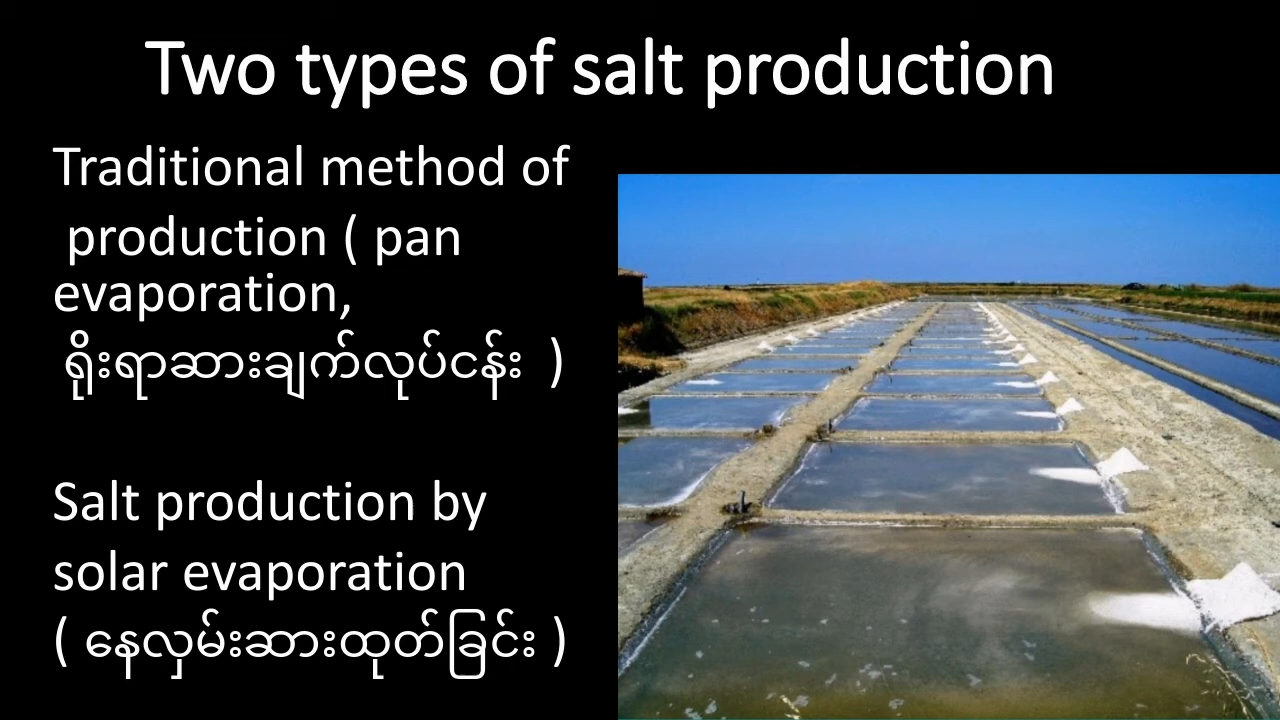 Two types of salt production
Traditional method of
production ( pan
evaporation,
ရိုးရာဆားချက်လုပ်ငန်း )
Salt production by
solar evaporation
( နေလှမ်းဆားထုတ်ခြင်း )